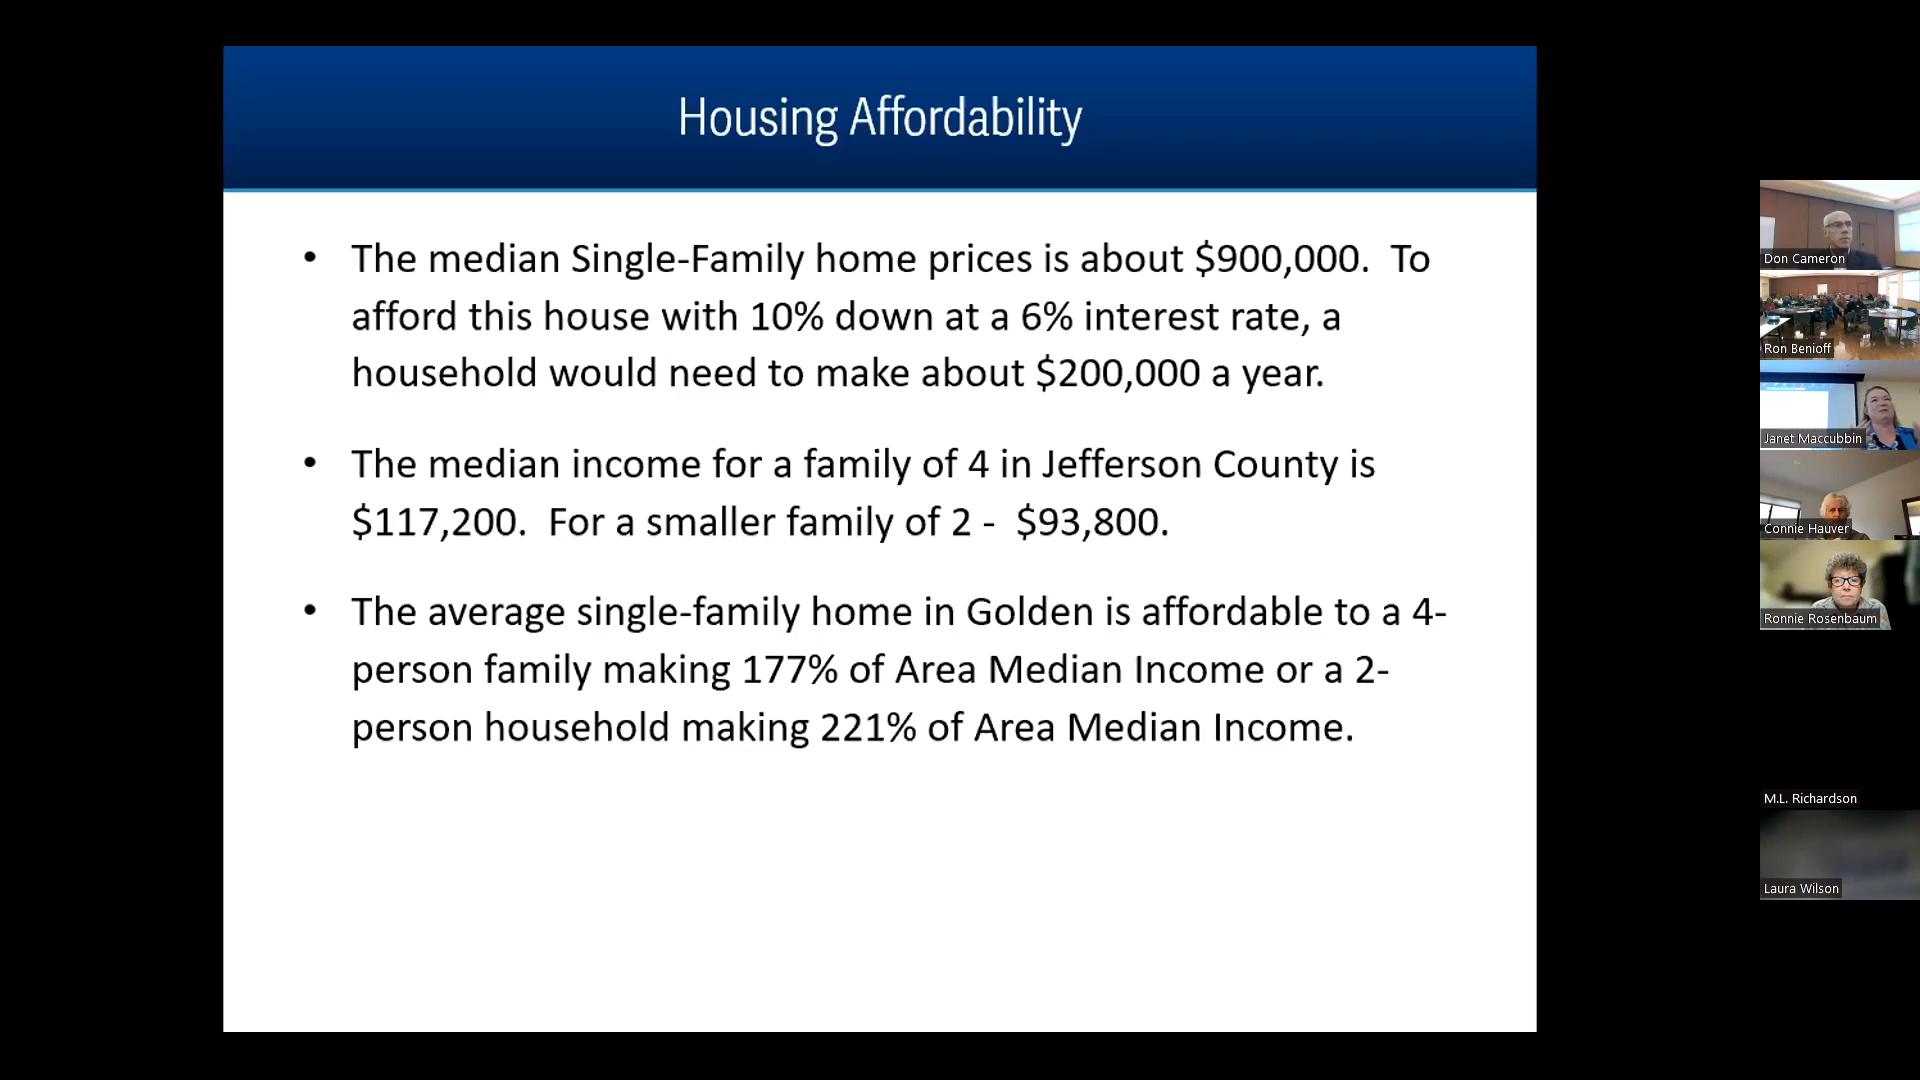 Housing Affordability
• The median Single-Family home prices is about $900,000.  To
afford this house with 10% down at a 6% interest rate, a
household would need to make about $200,000 a year.
• The median income for a family of 4 in Jefferson County is
$117,200.  For a smaller family of 2 -  $93,800.
• The average single-family home in Golden is affordable to a 4-
person family making 177% of Area Median Income or a 2-
person household making 221% of Area Median Income.
Don Cameron
Ron Benioff
Janet Maccubbin
Connie Hauver
Ronnie Rosenbaum
M.L. Richardson
Laura Wilson